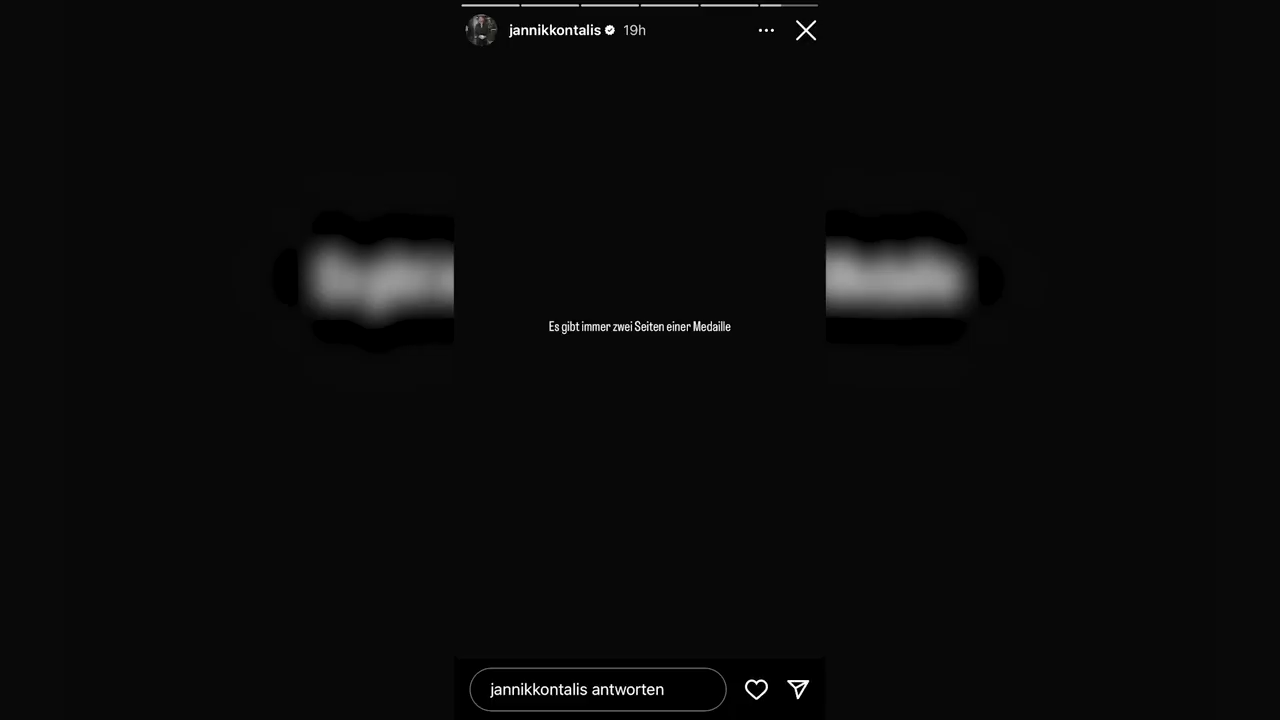 jannikkontalis 19h
Es gibt immer zwei Seiten einer Medaille
jannikkontalis antworten